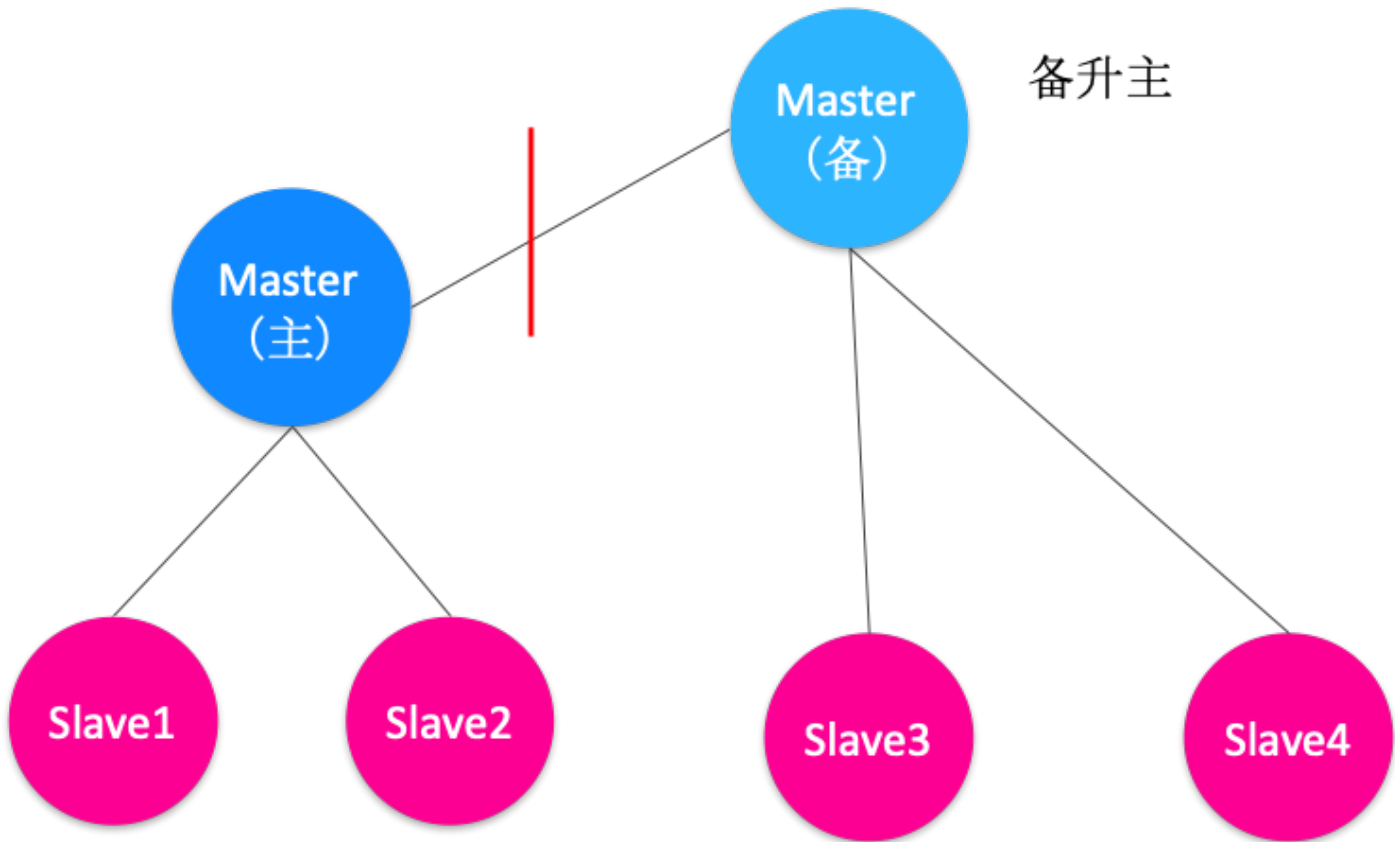 Master
（备）
备升主
Master
（主）
Slave1
Slave2
Slave3
Slave4